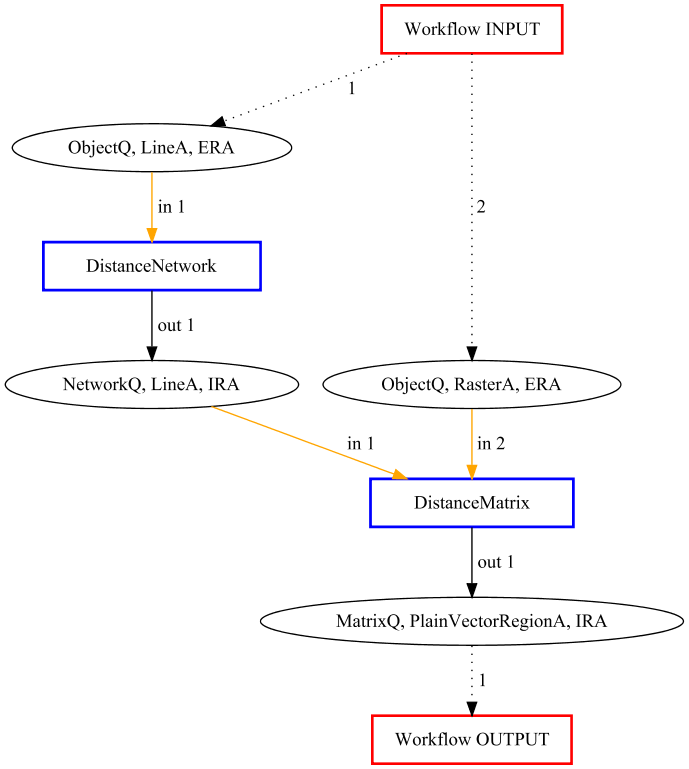 Workflow INPUT
1
ObjectQ, LineA, ERA
in 1
2
DistanceNetwork
out 1
NetworkQ, LineA, IRA
ObjectQ, RasterA, ERA
in 1
in 2
DistanceMatrix
out 1
MatrixQ, PlainVectorRegionA, IRA
1
Workflow OUTPUT